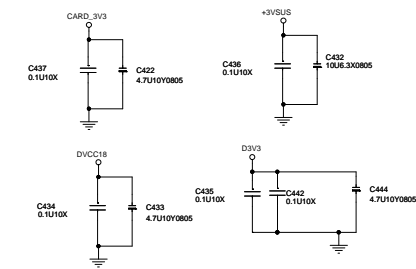 CARD_3V3
C437
0.1U10X
C422
4.7U10Y0805
+3VSUS
C436
0.1U10X
C432
10U6.3X0805
DVCC18
C434
0.1U10X
C433
4.7U10Y0805
D3V3
C435
0.1U10X
C442
0.1U10X
C444
4.7U10Y0805